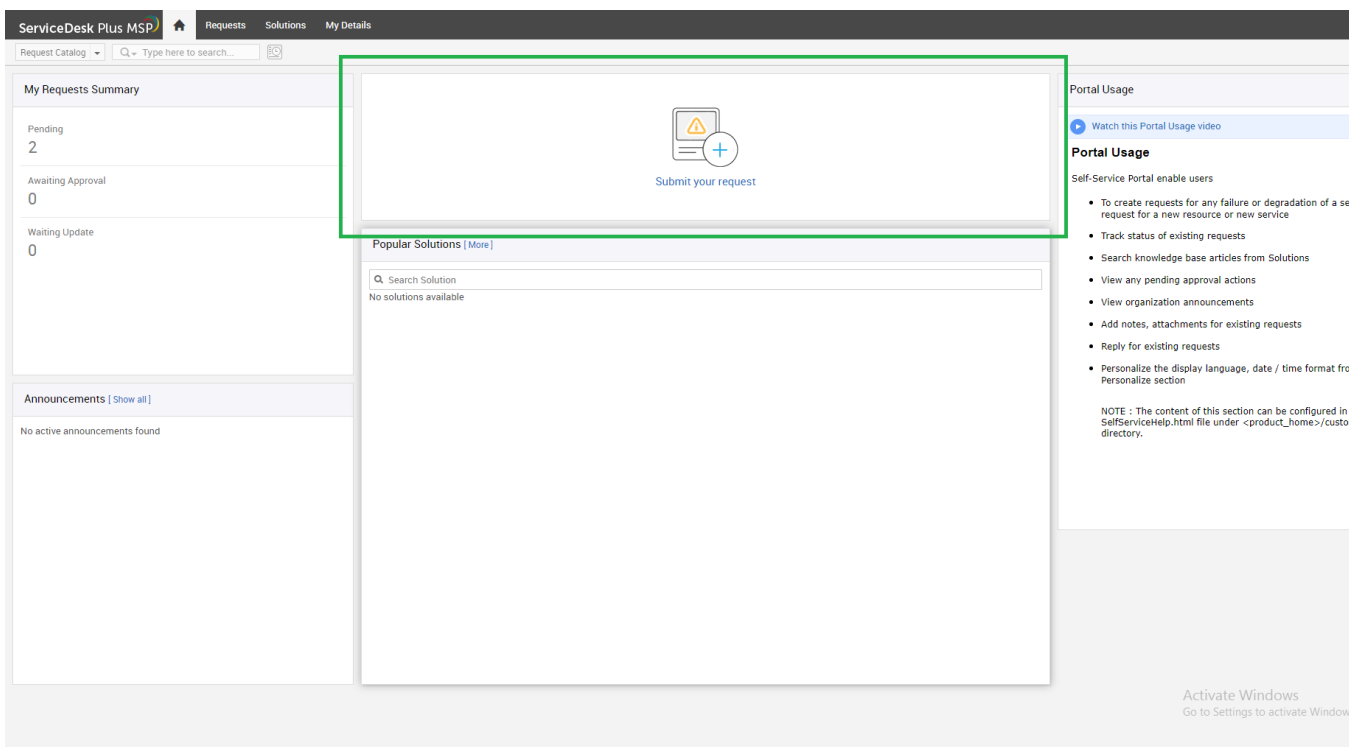 ServiceDesk Plus MSP
Requests
Solutions
My Details
Request Catalog
Type here to search...
My Requests Summary
Pending
2
Awaiting Approval
0
Waiting Update
0
Announcements [ Show all ]
No active announcements found
Submit your request
Popular Solutions [ More ]
Search Solution
No solutions available
Portal Usage
Watch this Portal Usage video
Portal Usage
Self-Service Portal enable users
To create requests for any failure or degradation of a
request for a new resource or new service
Track status of existing requests
Search knowledge base articles from Solutions
View any pending approval actions
View organization announcements
Add notes, attachments for existing requests
Reply for existing requests
Personalize the display language, date / time format
Personalize section
NOTE : The content of this section can be configured in
SelfServiceHelp.html file under <product_home>/custo
directory.
Activate Windows
Go to Settings to activate Window